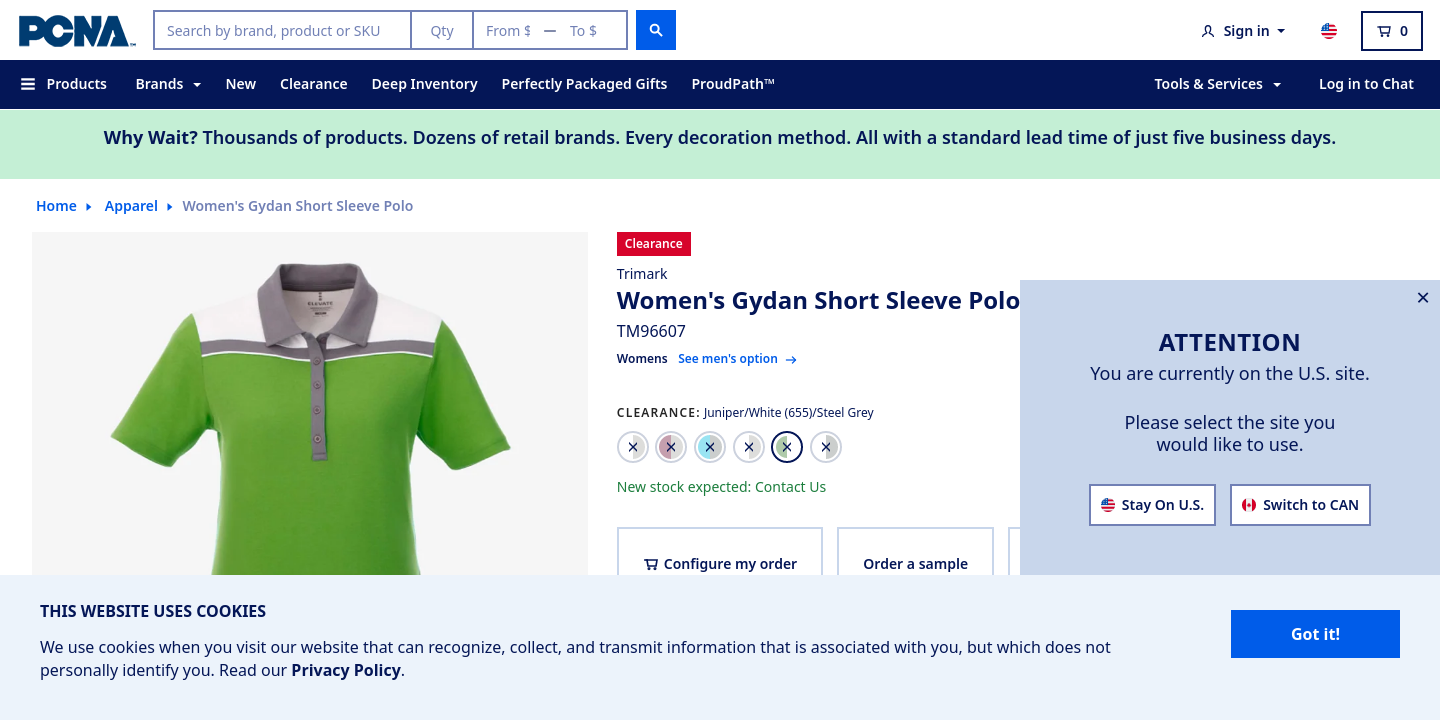 PCNA
Search by brand, product or SKU
Qty
From $ — To $
Sign in
0
Products
Brands
New
Clearance
Deep Inventory
Perfectly Packaged Gifts
ProudPath™
Tools & Services
Log in to Chat
Why Wait? Thousands of products. Dozens of retail brands. Every decoration method. All with a standard lead time of just five business days.
Home
Apparel
Women's Gydan Short Sleeve Polo
ELEVATE
Clearance
Trimark
Women's Gydan Short Sleeve Polo
TM96607
Womens See men's option
CLEARANCE: Juniper/White (655)/Steel Grey
New stock expected: Contact Us
Configure my order
Order a sample
ATTENTION
You are currently on the U.S. site.
Please select the site you
would like to use.
Stay On U.S.
Switch to CAN
THIS WEBSITE USES COOKIES
We use cookies when you visit our website that can recognize, collect, and transmit information that is associated with you, but which does not
personally identify you. Read our Privacy Policy.
Got it!